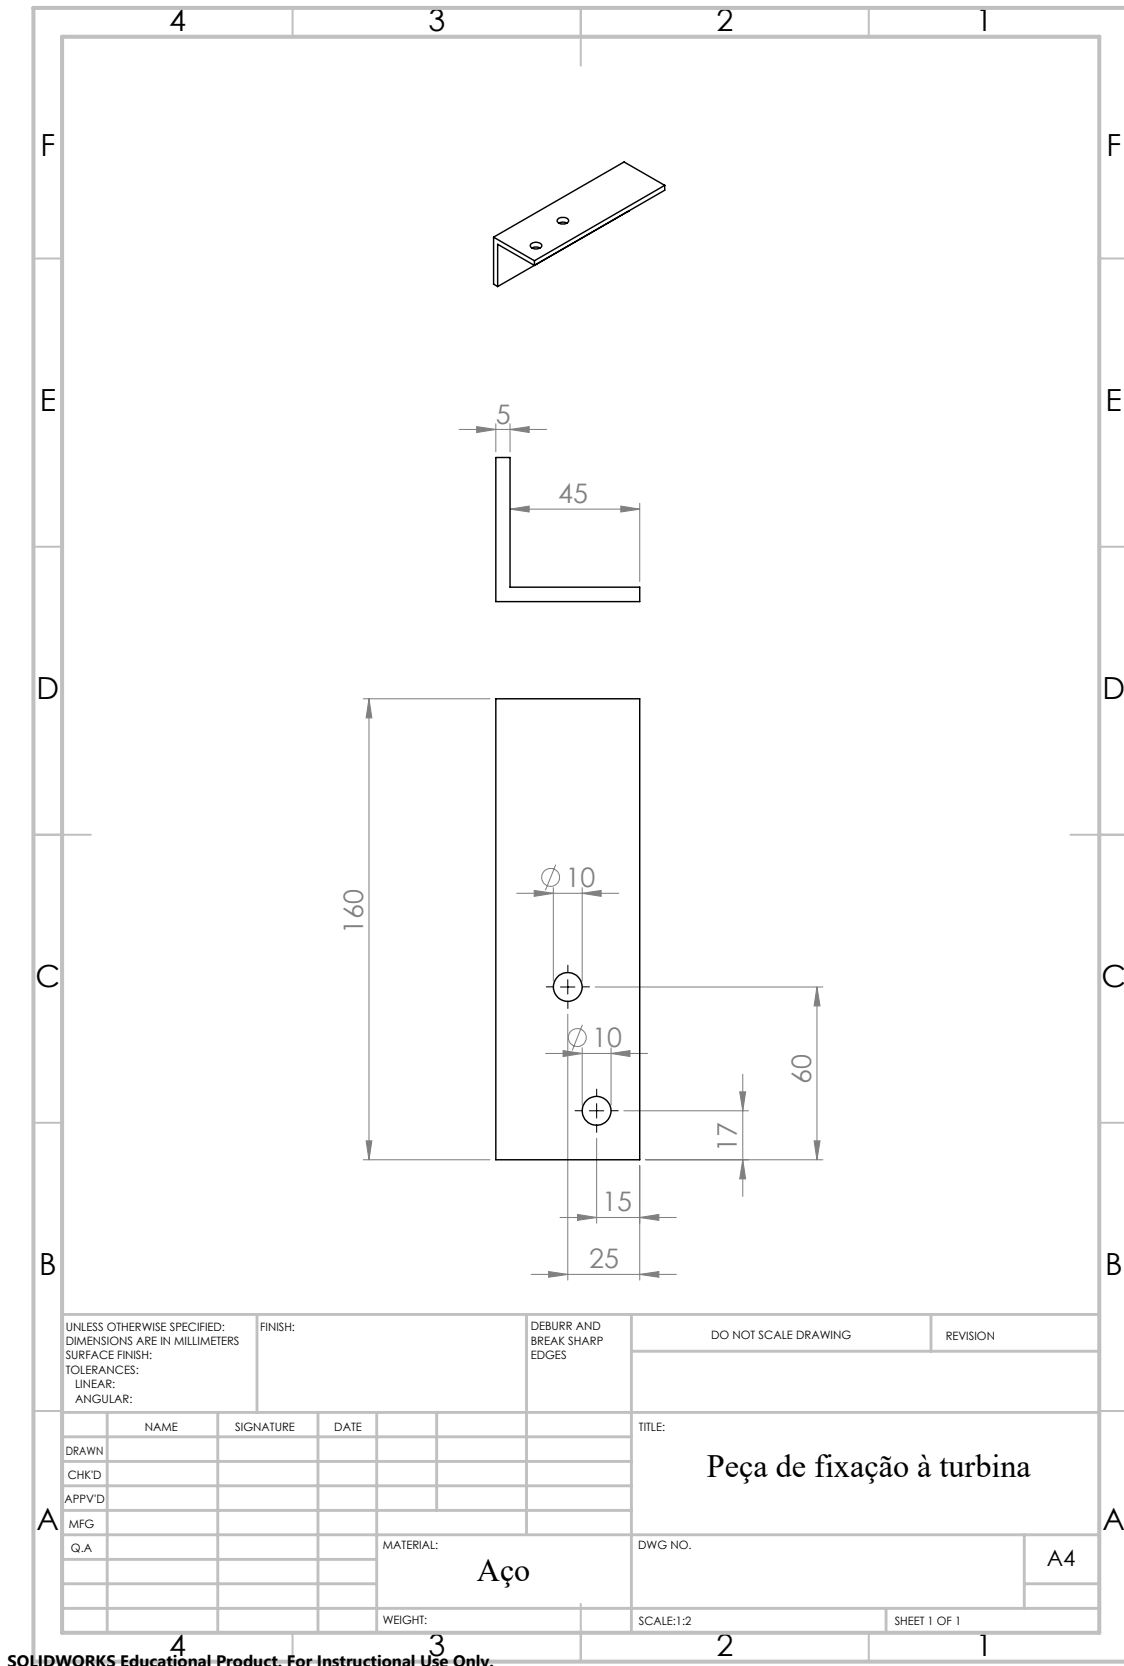 4 3 2 1
F F
E E
5
45
D D
160
Ø 10
C C
Ø 10
60
17
15
25
B B
UNLESS OTHERWISE SPECIFIED:
DIMENSIONS ARE IN MILLIMETERS
SURFACE FINISH:
TOLERANCES:
LINEAR:
ANGULAR:
FINISH:
DEBURR AND
BREAK SHARP
EDGES
DO NOT SCALE DRAWING
REVISION
NAME SIGNATURE DATE
DRAWN
CHK'D
APPV'D
MFG
Q.A
TITLE:
Peça de fixação à turbina
A A
MATERIAL:
Aço
DWG NO.
A4
WEIGHT:
SCALE:1:2
SHEET 1 OF 1
4 3 2 1
SOLIDWORKS Educational Product. For Instructional Use Only.